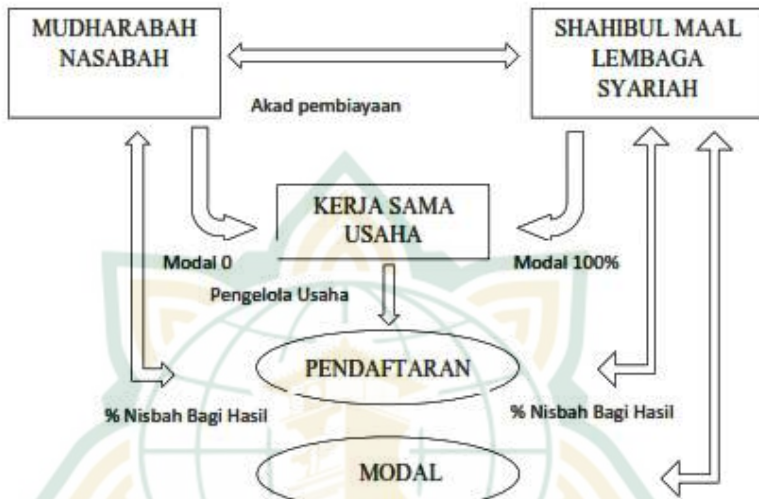 MUDHARABAH
NASABAH
SHAHIBUL MAAL
LEMBAGA
SYARIAH
Akad pembiayaan
KERJA SAMA
USAHA
Modal 0
Modal 100%
Pengelola Usaha
PENDAFTARAN
% Nisbah Bagi Hasil
% Nisbah Bagi Hasil
MODAL